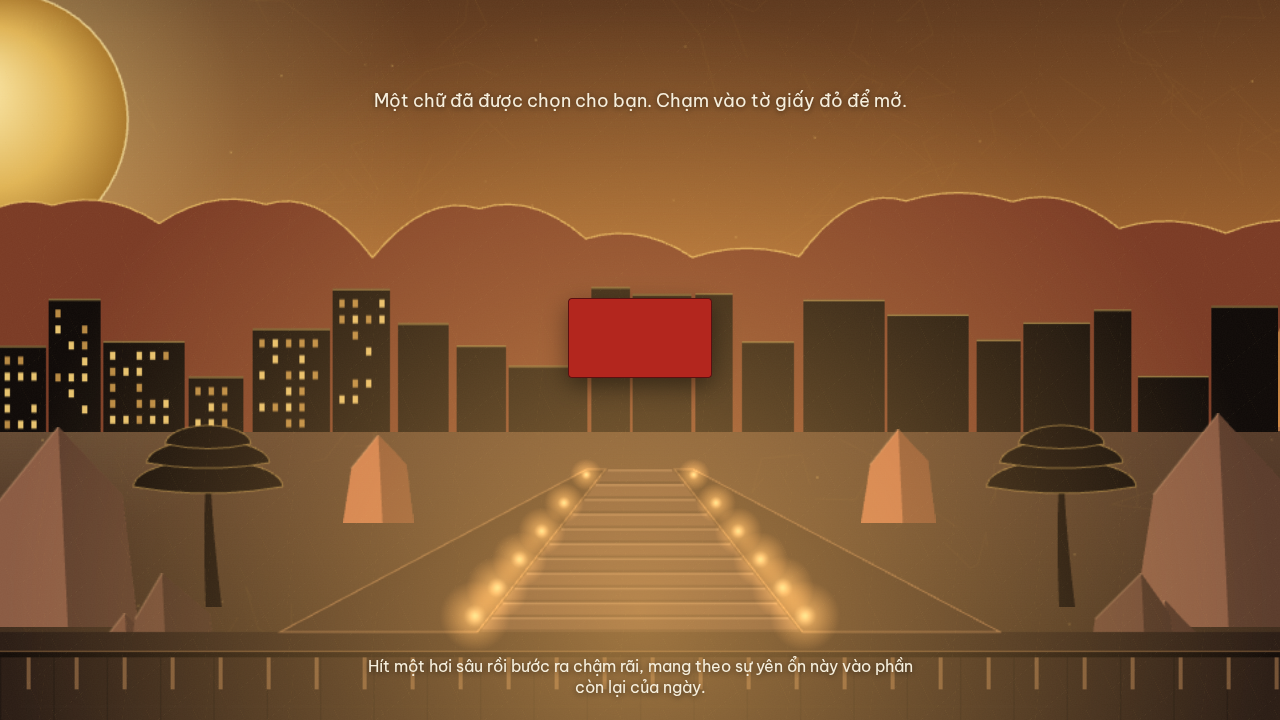 Một chữ đã được chọn cho bạn. Chạm vào tờ giấy đỏ để mở.
Hít một hơi sâu rồi bước ra chậm rãi, mang theo sự yên ổn này vào phần
còn lại của ngày.